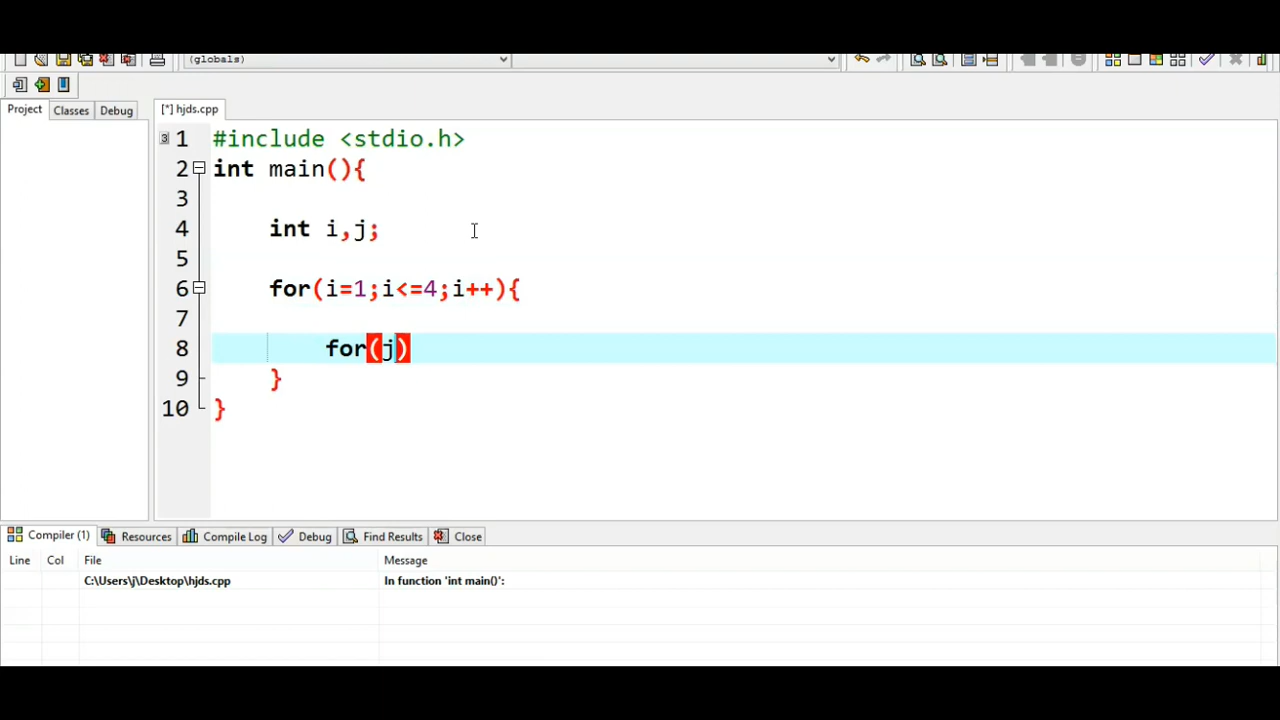 (globals)
Project Classes Debug [*] hjds.cpp
1 #include <stdio.h>
2 int main(){
3
4 int i,j;
5
6 for(i=1;i<=4;i++){
7
8 for(j)
9 }
10 }
Compiler (1) Resources Compile Log Debug Find Results Close
Line Col File Message
C:\Users\j\Desktop\hjds.cpp In function 'int main()':